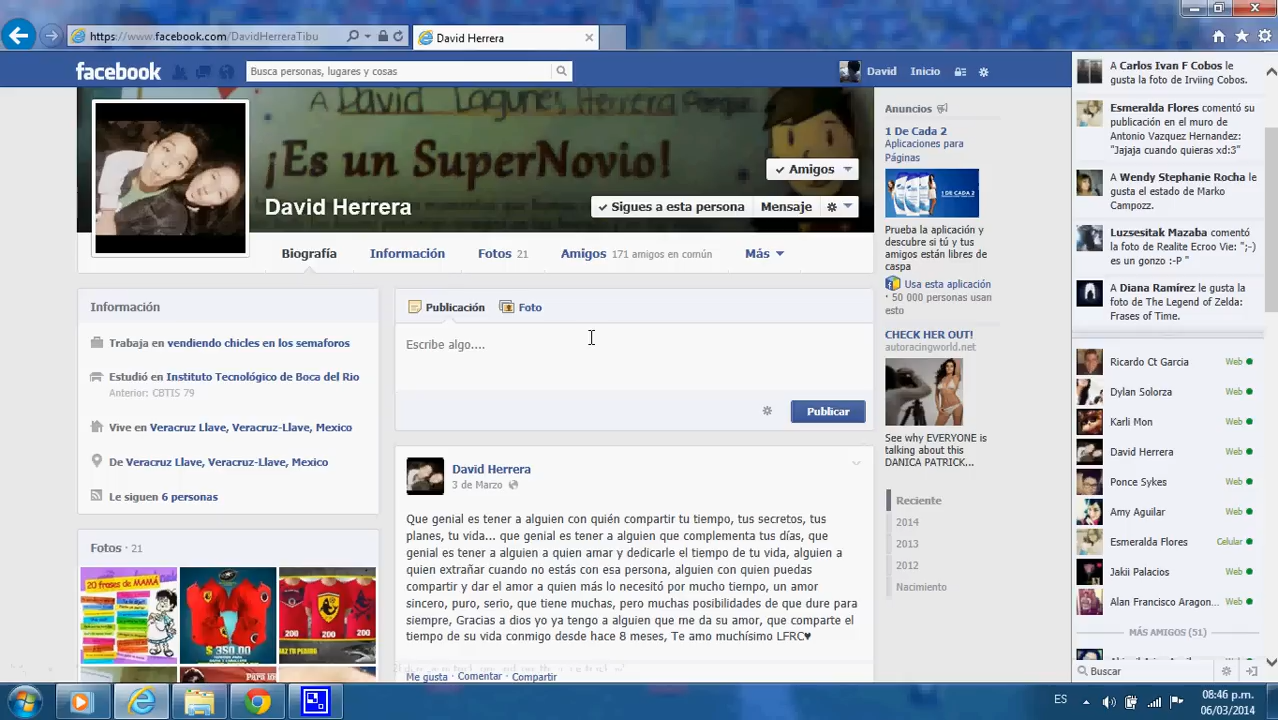 https://www.facebook.com/DavidHerreraTibu
David Herrera
facebook
Busca personas, lugares y cosas
David
Inicio
A David Lagunes Herrera Porque
¡Es un SuperNovio!
Amigos
David Herrera
Sigues a esta persona
Mensaje
Biografía
Información
Fotos 21
Amigos 171 amigos en común
Más
Información
Trabaja en vendiendo chicles en los semaforos
Estudió en Instituto Tecnológico de Boca del Rio
Anterior: CBTIS 79
Vive en Veracruz Llave, Veracruz-Llave, Mexico
De Veracruz Llave, Veracruz-Llave, Mexico
Le siguen 6 personas
Fotos · 21
20 frases de MAMÁ
$ 350.00
200
200
Publicación
Foto
Escribe algo....
Publicar
David Herrera
3 de Marzo
Que genial es tener a alguien con quién compartir tu tiempo, tus secretos, tus
planes, tu vida... que genial es tener a alguien que complementa tus días, que
genial es tener a alguien a quien amar y dedicarle el tiempo de tu vida, alguien a
quien extrañar cuando no estás con esa persona, alguien con quien puedas
compartir y dar el amor a quien más lo necesitó por mucho tiempo, un amor
sincero, puro, serio, que tiene muchas, pero muchas posibilidades de que dure para
siempre, Gracias a dios yo ya tengo a alguien que me da su amor, que comparte el
tiempo de su vida conmigo desde hace 8 meses, Te amo muchísimo LFRC♥
Me gusta · Comentar · Compartir
Anuncios
1 De Cada 2
Aplicaciones para
Páginas
1 DE CADA 2
Prueba la aplicación y
descubre si tú y tus
amigos están libres de
caspa
Usa esta aplicación
· 50 000 personas usan
esto
CHECK HER OUT!
autoracingworld.net
See why EVERYONE is
talking about this
DANICA PATRICK...
Reciente
2014
2013
2012
Nacimiento
A Carlos Ivan F Cobos le
gusta la foto de Irviing Cobos.
Esmeralda Flores comentó su
publicación en el muro de
Antonio Vazquez Hernandez:
"Jajaja cuando quieras xd:3"
A Wendy Stephanie Rocha le
gusta el estado de Marko
Campozz.
Luzsesitak Mazaba comentó
la foto de Realite Ecroo Vie: ";-)
es un gonzo :-P "
A Diana Ramírez le gusta la
foto de The Legend of Zelda:
Frases of Time.
Ricardo Ct Garcia Web
Dylan Solorza Web
Karli Mon Web
David Herrera Web
Ponce Sykes Web
Amy Aguilar Web
Esmeralda Flores Celular
Jakii Palacios Web
Alan Francisco Aragon... Web
MÁS AMIGOS (51)
Buscar
ES
08:46 p.m.
06/03/2014